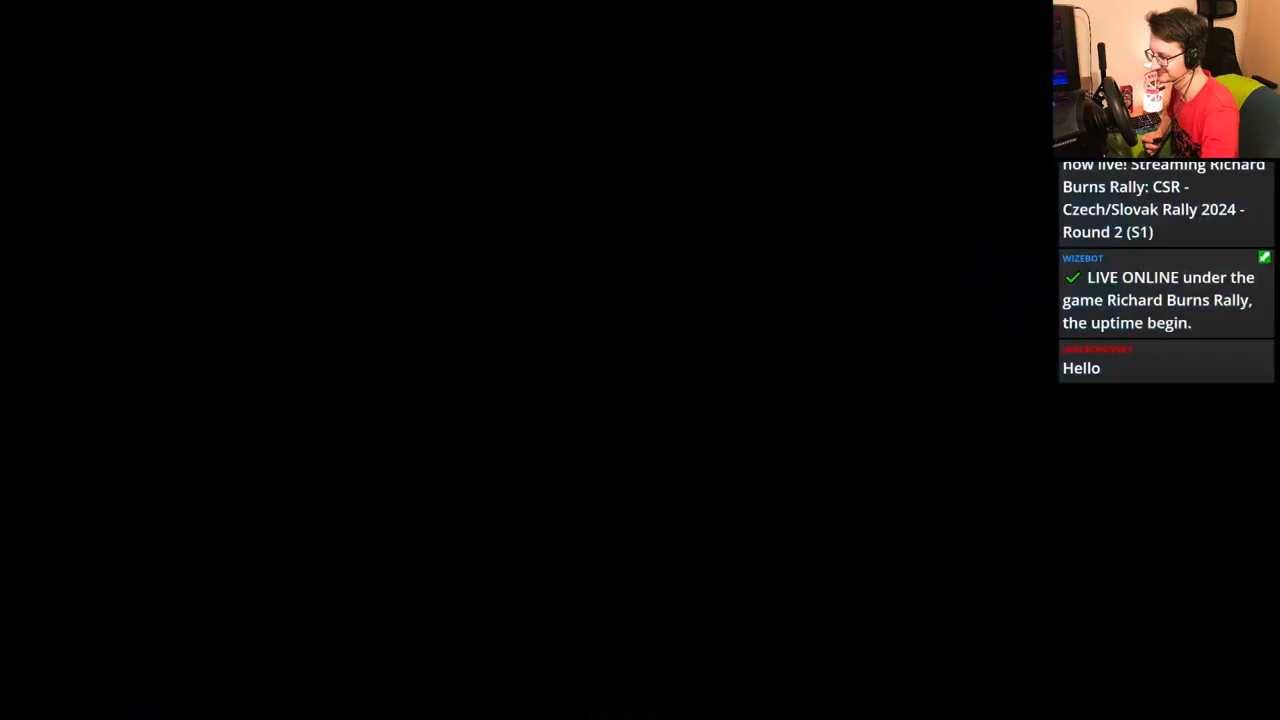 now live! Streaming Richard
Burns Rally: CSR -
Czech/Slovak Rally 2024 -
Round 2 (S1)
WIZEBOT
LIVE ONLINE under the
game Richard Burns Rally,
the uptime begin.
Hello